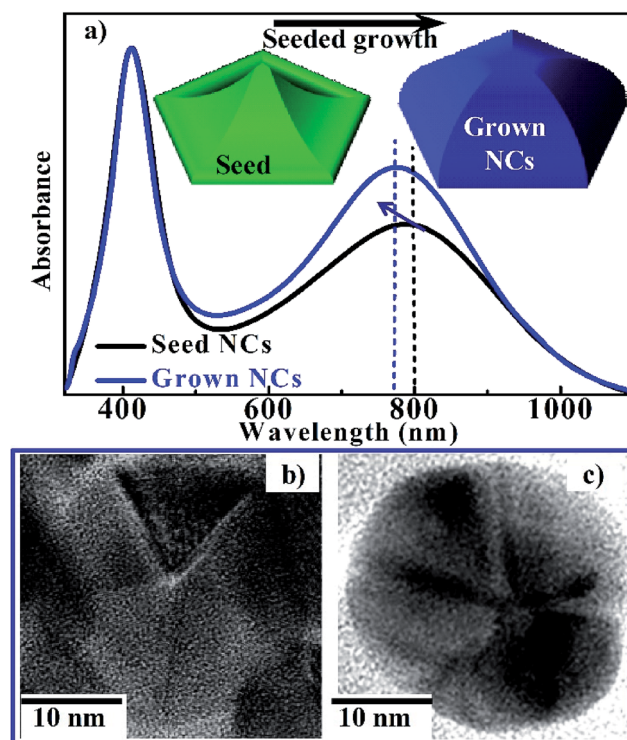 a)
Seeded growth
Seed
Grown
NCs
Absorbance
Seed NCs
Grown NCs
400
600
800
1000
Wavelength (nm)
b)
10 nm
c)
10 nm